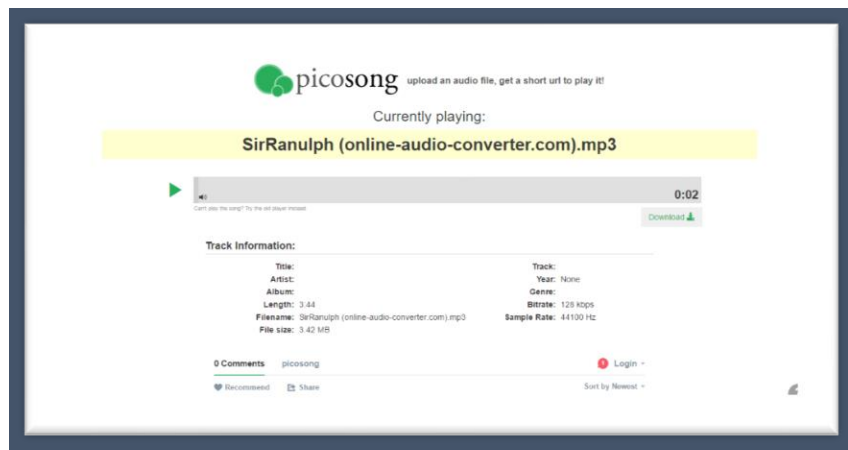 picosong upload an audio file, get a short url to play it!
Currently playing:
SirRanulph (online-audio-converter.com).mp3
0:02
Can't play the song? Try the old player instead.
Download
Track Information:
Title:
Track:
Artist:
Year: None
Album:
Genre:
Length: 3:44
Bitrate: 128 kbps
Filename: SirRanulph (online-audio-converter.com).mp3
Sample Rate: 44100 Hz
File size: 3.42 MB
0 Comments picosong
Login
Recommend Share
Sort by Newest